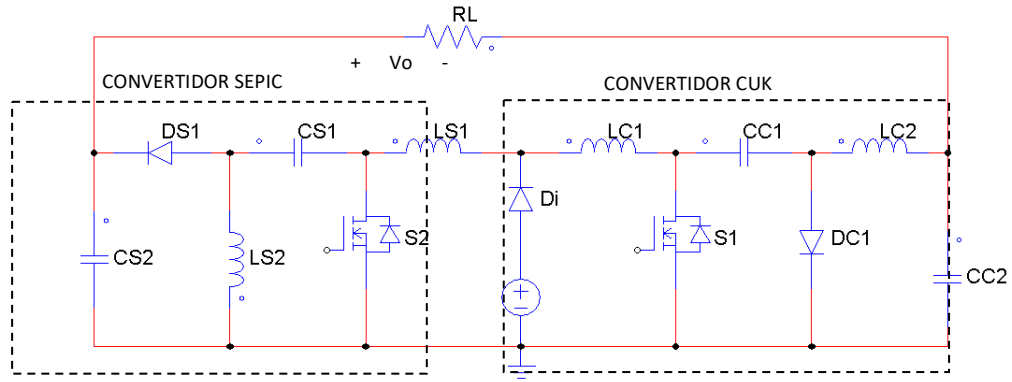 RL
+ Vo -
CONVERTIDOR SEPIC
CONVERTIDOR CUK
DS1
CS1
LS1
LC1
CC1
LC2
Di
S2
S1
DC1
CS2
LS2
CC2